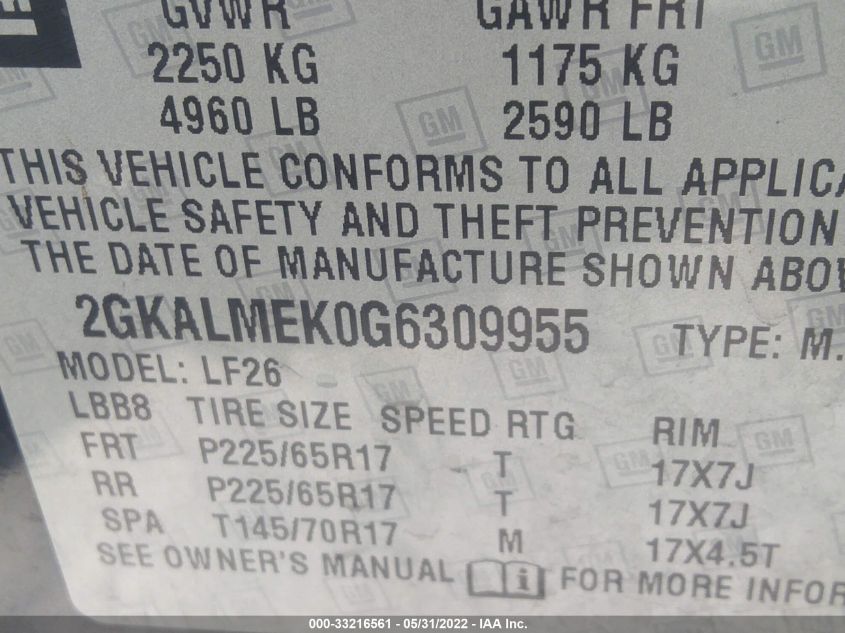 GVWR GAWR FRT
2250 KG 1175 KG
4960 LB 2590 LB
THIS VEHICLE CONFORMS TO ALL
VEHICLE SAFETY AND THEFT PREVENTION
THE DATE OF MANUFACTURE SHOWN
2GKALMEK0G6309955 TYPE: M.
MODEL: LF26
LBB8 TIRE SIZE SPEED RTG RIM
FRT P225/65R17 T 17X7J
RR P225/65R17 T 17X7J
SPA T145/70R17 M 17X4.5T
SEE OWNER'S MANUAL i FOR MORE
GM
000-33216561 - 05/31/2022 - IAA Inc.